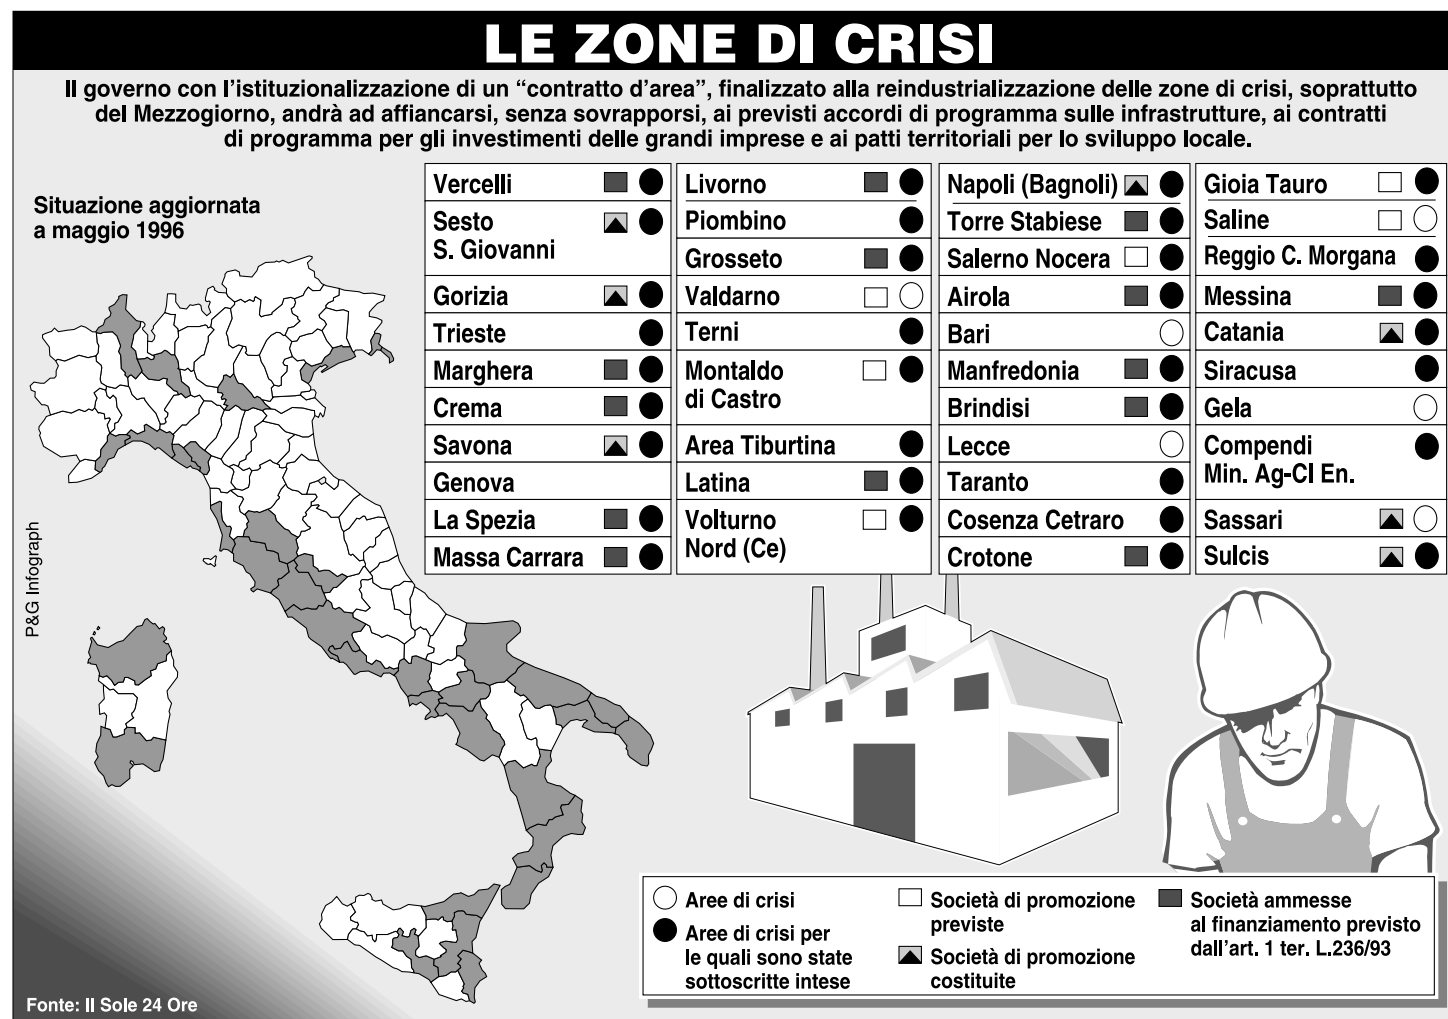 LE ZONE DI CRISI
Il governo con l'istituzionalizzazione di un “contratto d'area”, finalizzato alla reindustrializzazione delle zone di crisi, soprattutto
del Mezzogiorno, andrà ad affiancarsi, senza sovrapporsi, ai previsti accordi di programma sulle infrastrutture, ai contratti
di programma per gli investimenti delle grandi imprese e ai patti territoriali per lo sviluppo locale.
Situazione aggiornata
a maggio 1996
Vercelli
Sesto
S. Giovanni
Gorizia
Trieste
Marghera
Crema
Savona
Genova
La Spezia
Massa Carrara
Livorno
Piombino
Grosseto
Valdarno
Terni
Montaldo
di Castro
Area Tiburtina
Latina
Volturno
Nord (Ce)
Napoli (Bagnoli)
Torre Stabiese
Salerno Nocera
Airola
Bari
Manfredonia
Brindisi
Lecce
Taranto
Cosenza Cetraro
Crotone
Gioia Tauro
Saline
Reggio C. Morgana
Messina
Catania
Siracusa
Gela
Compendi
Min. Ag-Cl En.
Sassari
Sulcis
P&G Infograph
Aree di crisi
Aree di crisi per
le quali sono state
sottoscritte intese
Società di promozione
previste
Società di promozione
costituite
Società ammesse
al finanziamento previsto
dall'art. 1 ter. L.236/93
Fonte: Il Sole 24 Ore